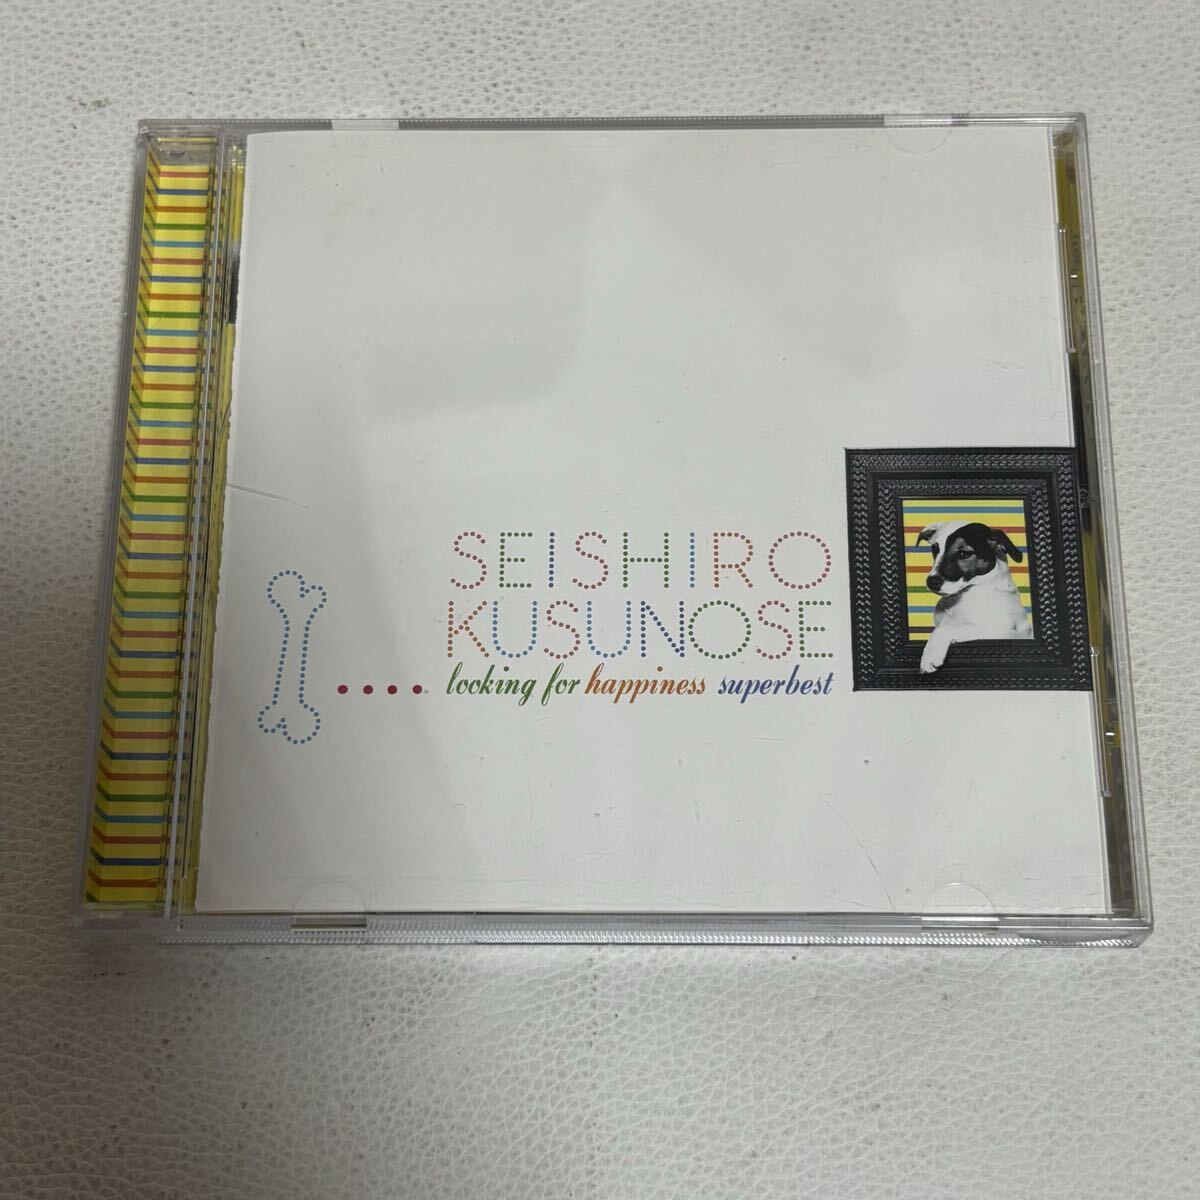 SEISHIRO
KUSUNOSE
looking for happiness superbest